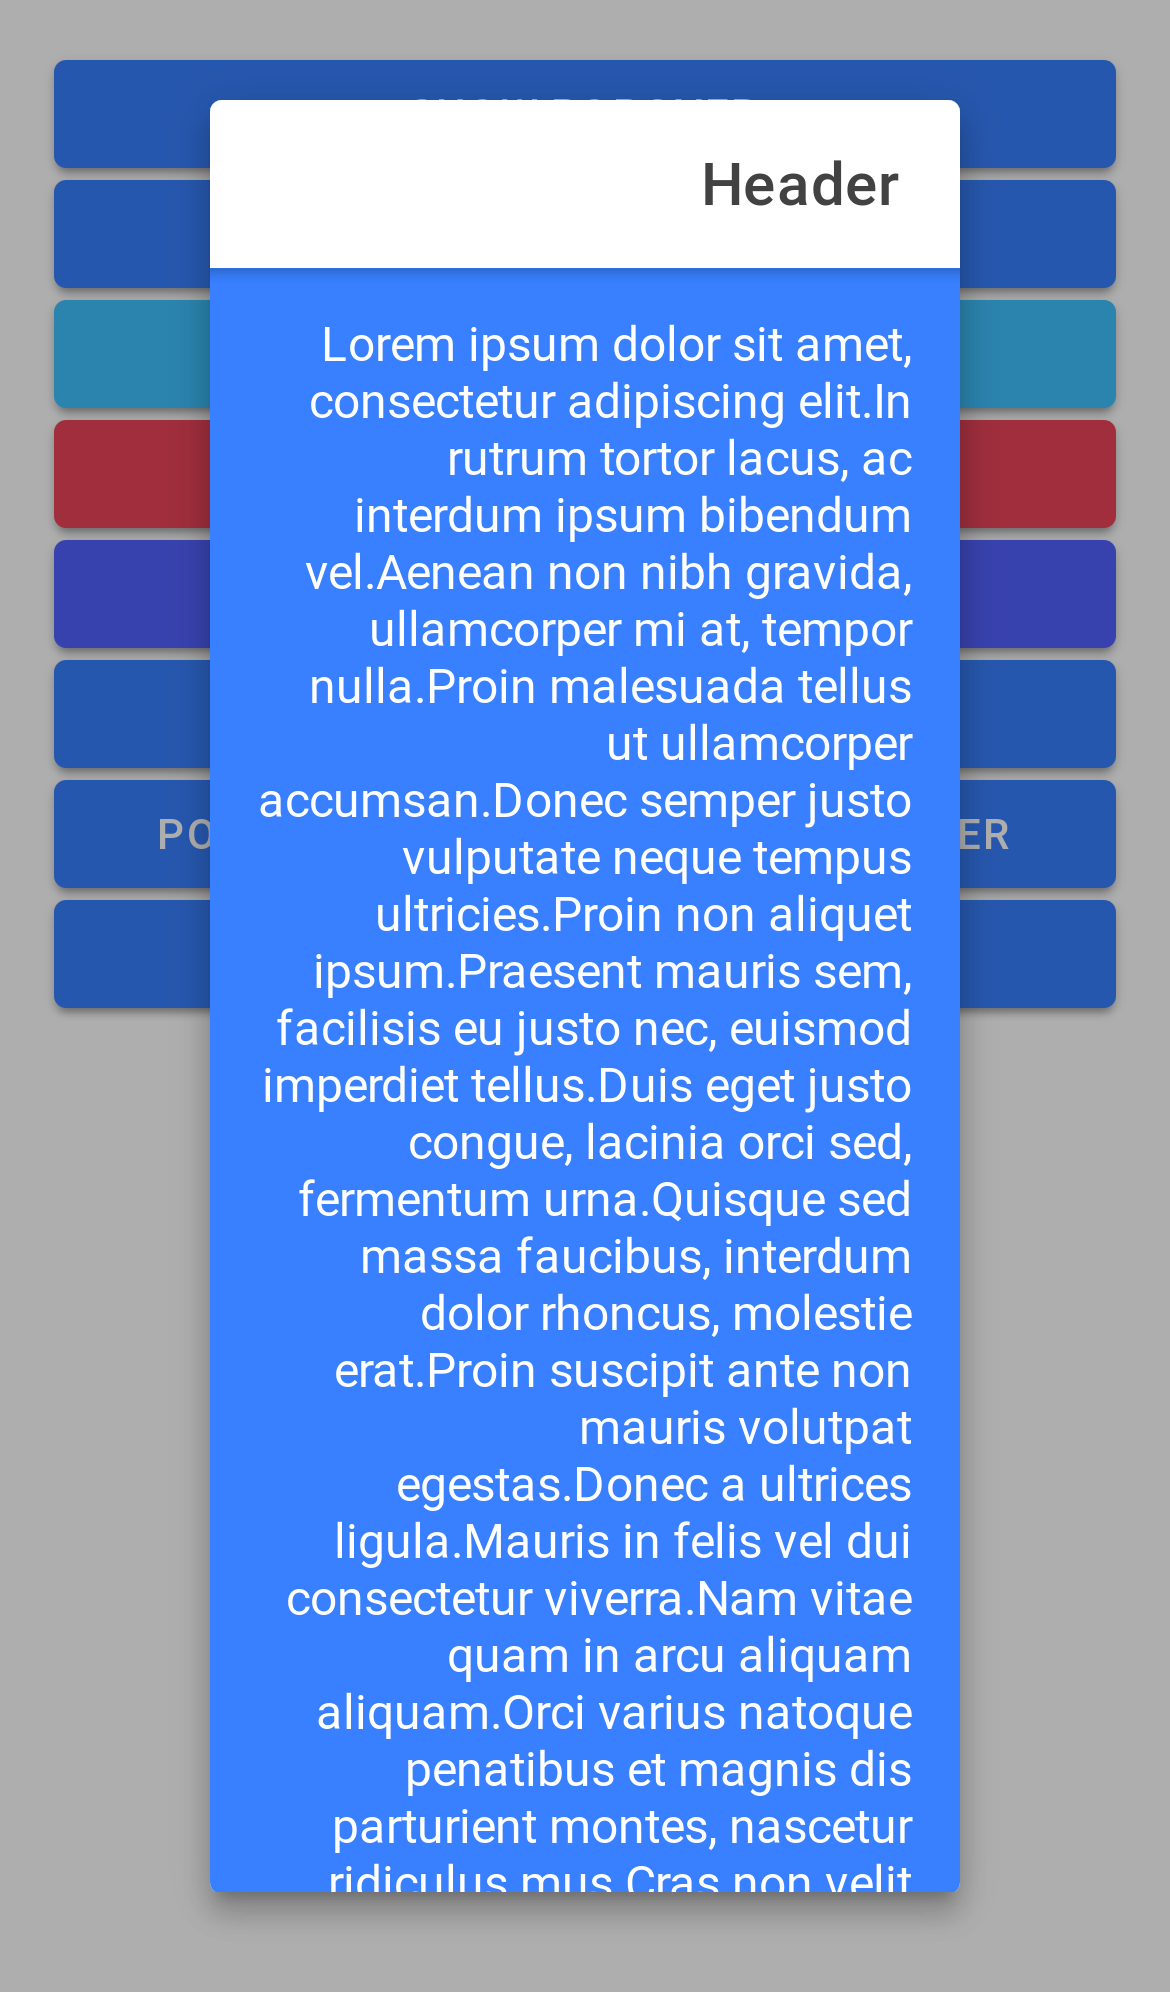 Header
Lorem ipsum dolor sit amet,
consectetur adipiscing elit.In
rutrum tortor lacus, ac
interdum ipsum bibendum
vel.Aenean non nibh gravida,
ullamcorper mi at, tempor
nulla.Proin malesuada tellus
ut ullamcorper
accumsan.Donec semper justo
vulputate neque tempus
ultricies.Proin non aliquet
ipsum.Praesent mauris sem,
facilisis eu justo nec, euismod
imperdiet tellus.Duis eget justo
congue, lacinia orci sed,
fermentum urna.Quisque sed
massa faucibus, interdum
dolor rhoncus, molestie
erat.Proin suscipit ante non
mauris volutpat
egestas.Donec a ultrices
ligula.Mauris in felis vel dui
consectetur viverra.Nam vitae
quam in arcu aliquam
aliquam.Orci varius natoque
penatibus et magnis dis
parturient montes, nascetur
ridiculus mus.Cras non velit